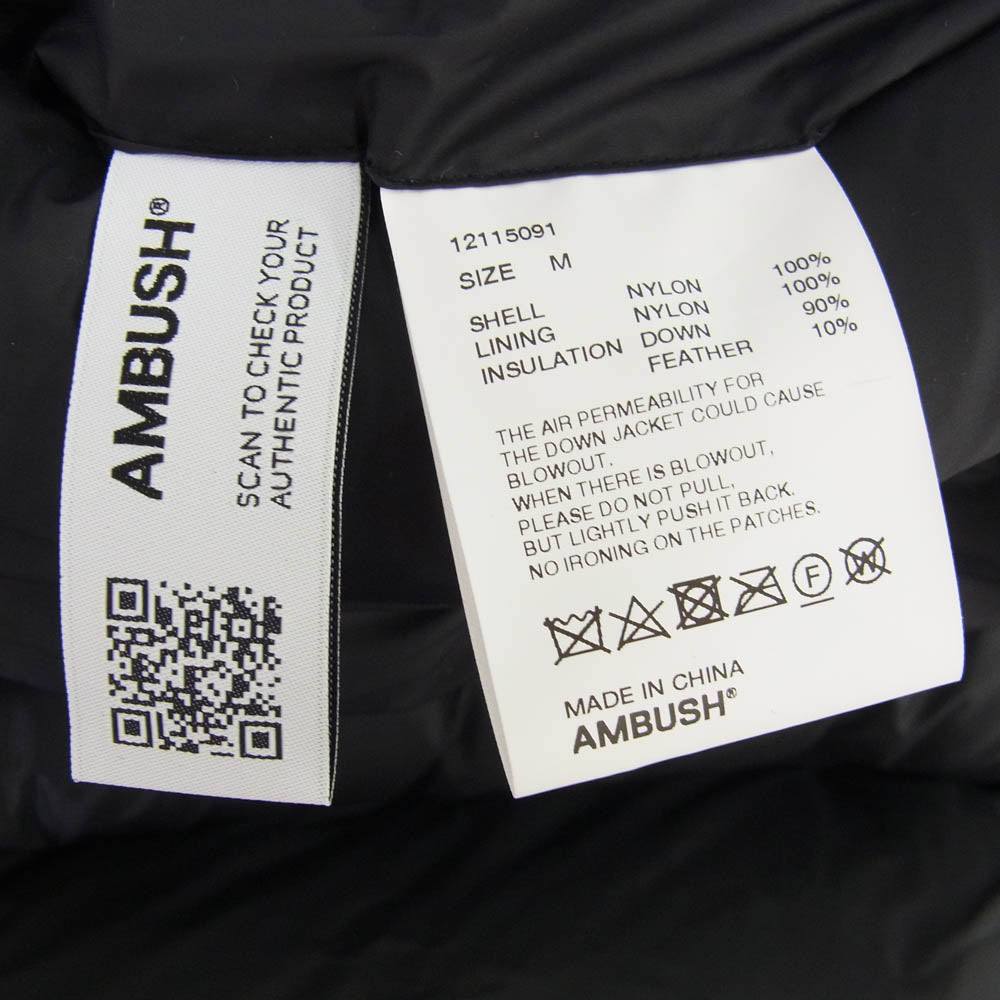 AMBUSH®
SCAN TO CHECK YOUR
AUTHENTIC PRODUCT
12115091
SIZE M
SHELL NYLON 100%
LINING NYLON 100%
INSULATION DOWN 90%
FEATHER 10%
THE AIR PERMEABILITY FOR
THE DOWN JACKET COULD CAUSE
BLOWOUT.
WHEN THERE IS BLOWOUT,
PLEASE DO NOT PULL,
BUT LIGHTLY PUSH IT BACK.
NO IRONING ON THE PATCHES.
F W
MADE IN CHINA
AMBUSH®